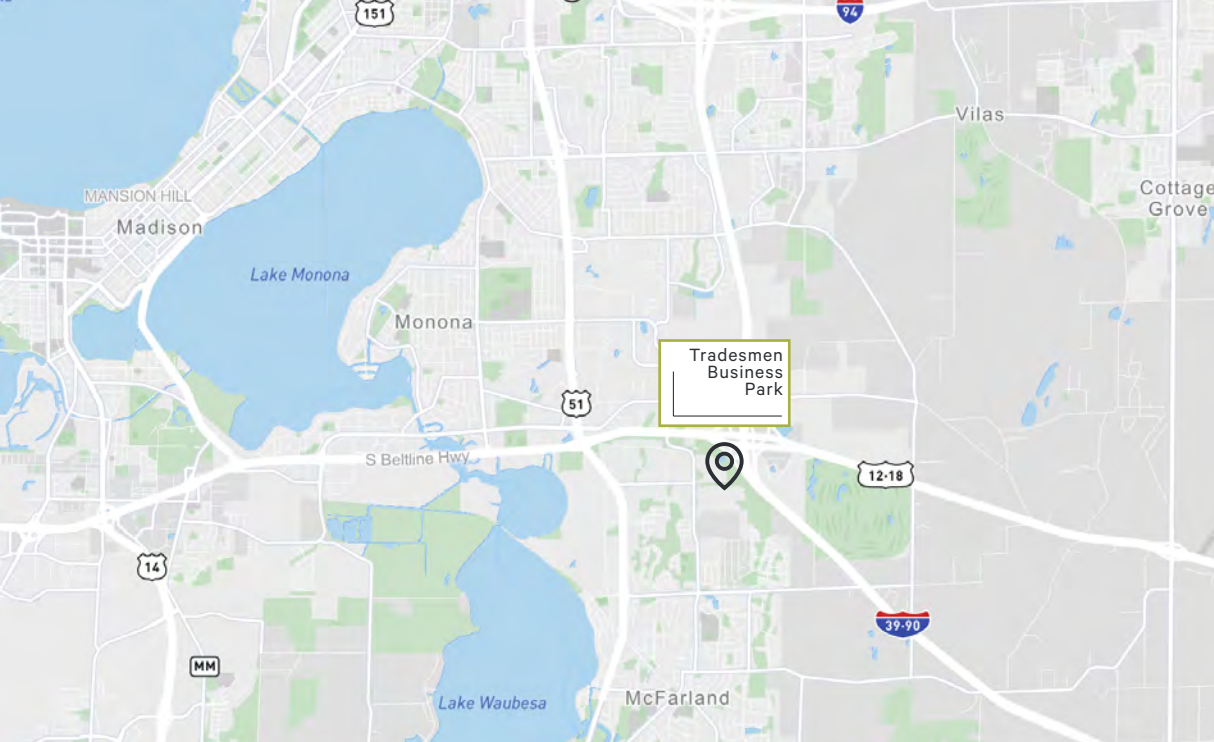 151
94
Vilas
Cottage
Grove
MANSION HILL
Madison
Lake Monona
Monona
Tradesmen
Business
Park
51
S Beltline Hwy
12·18
14
39·90
MM
Lake Waubesa
McFarland